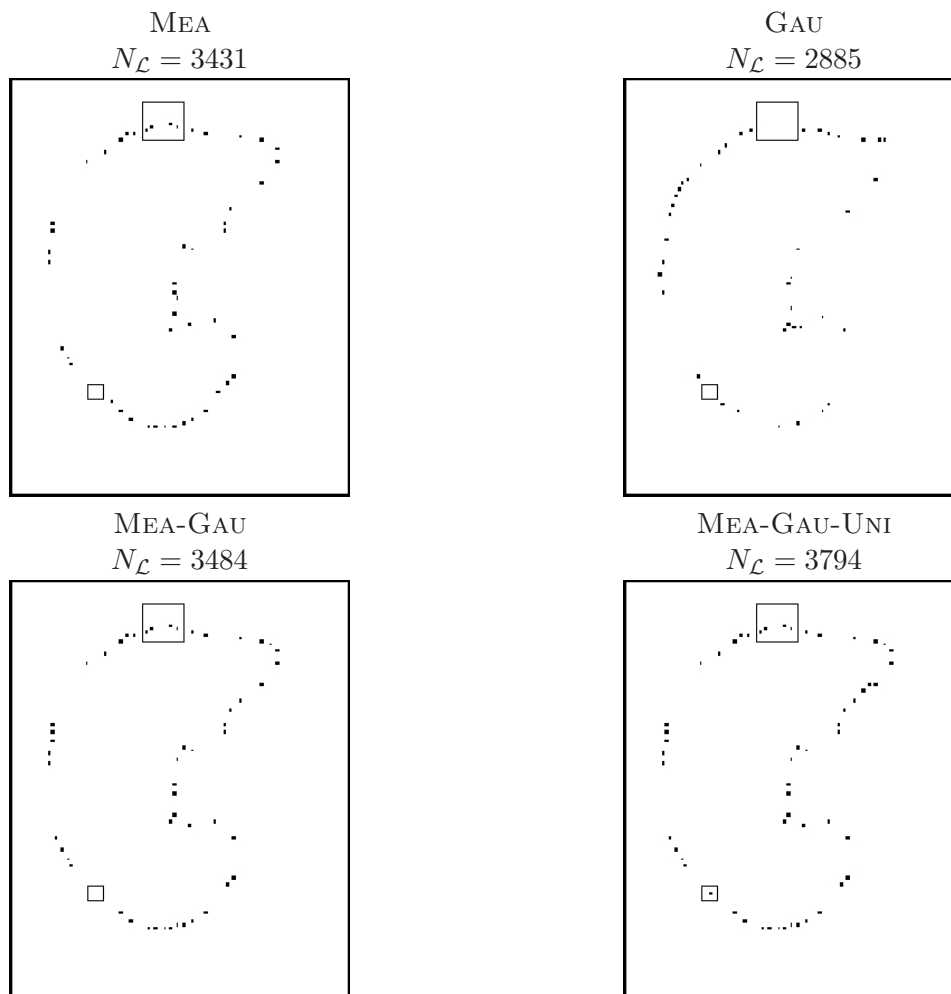 MEA
N_ℒ = 3431
GAU
N_ℒ = 2885
MEA-GAU
N_ℒ = 3484
MEA-GAU-UNI
N_ℒ = 3794